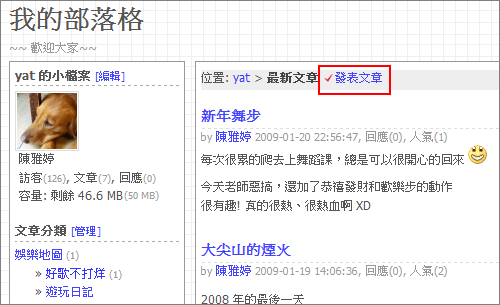 我的部落格
~~ 歡迎大家~~
yat 的小檔案 [編輯]
陳雅婷
訪客(126), 文章(7), 回應(0)
容量: 剩餘 46.6 MB(50 MB)
文章分類 [管理]
娛樂地圖 (1)
» 好歌不打烊 (1)
» 遊玩日記
位置: yat > 最新文章 ✓發表文章
新年舞步
by 陳雅婷 2009-01-20 22:56:47, 回應(0), 人氣(1)
每次很累的爬去上舞蹈課，總是可以很開心的回來
今天老師惡搞，還加了恭禧發財和歡樂步的動作
很有趣! 真的很熱、很熱血啊 XD
大尖山的煙火
by 陳雅婷 2009-01-19 14:06:36, 回應(0), 人氣(2)
2008 年的最後一天